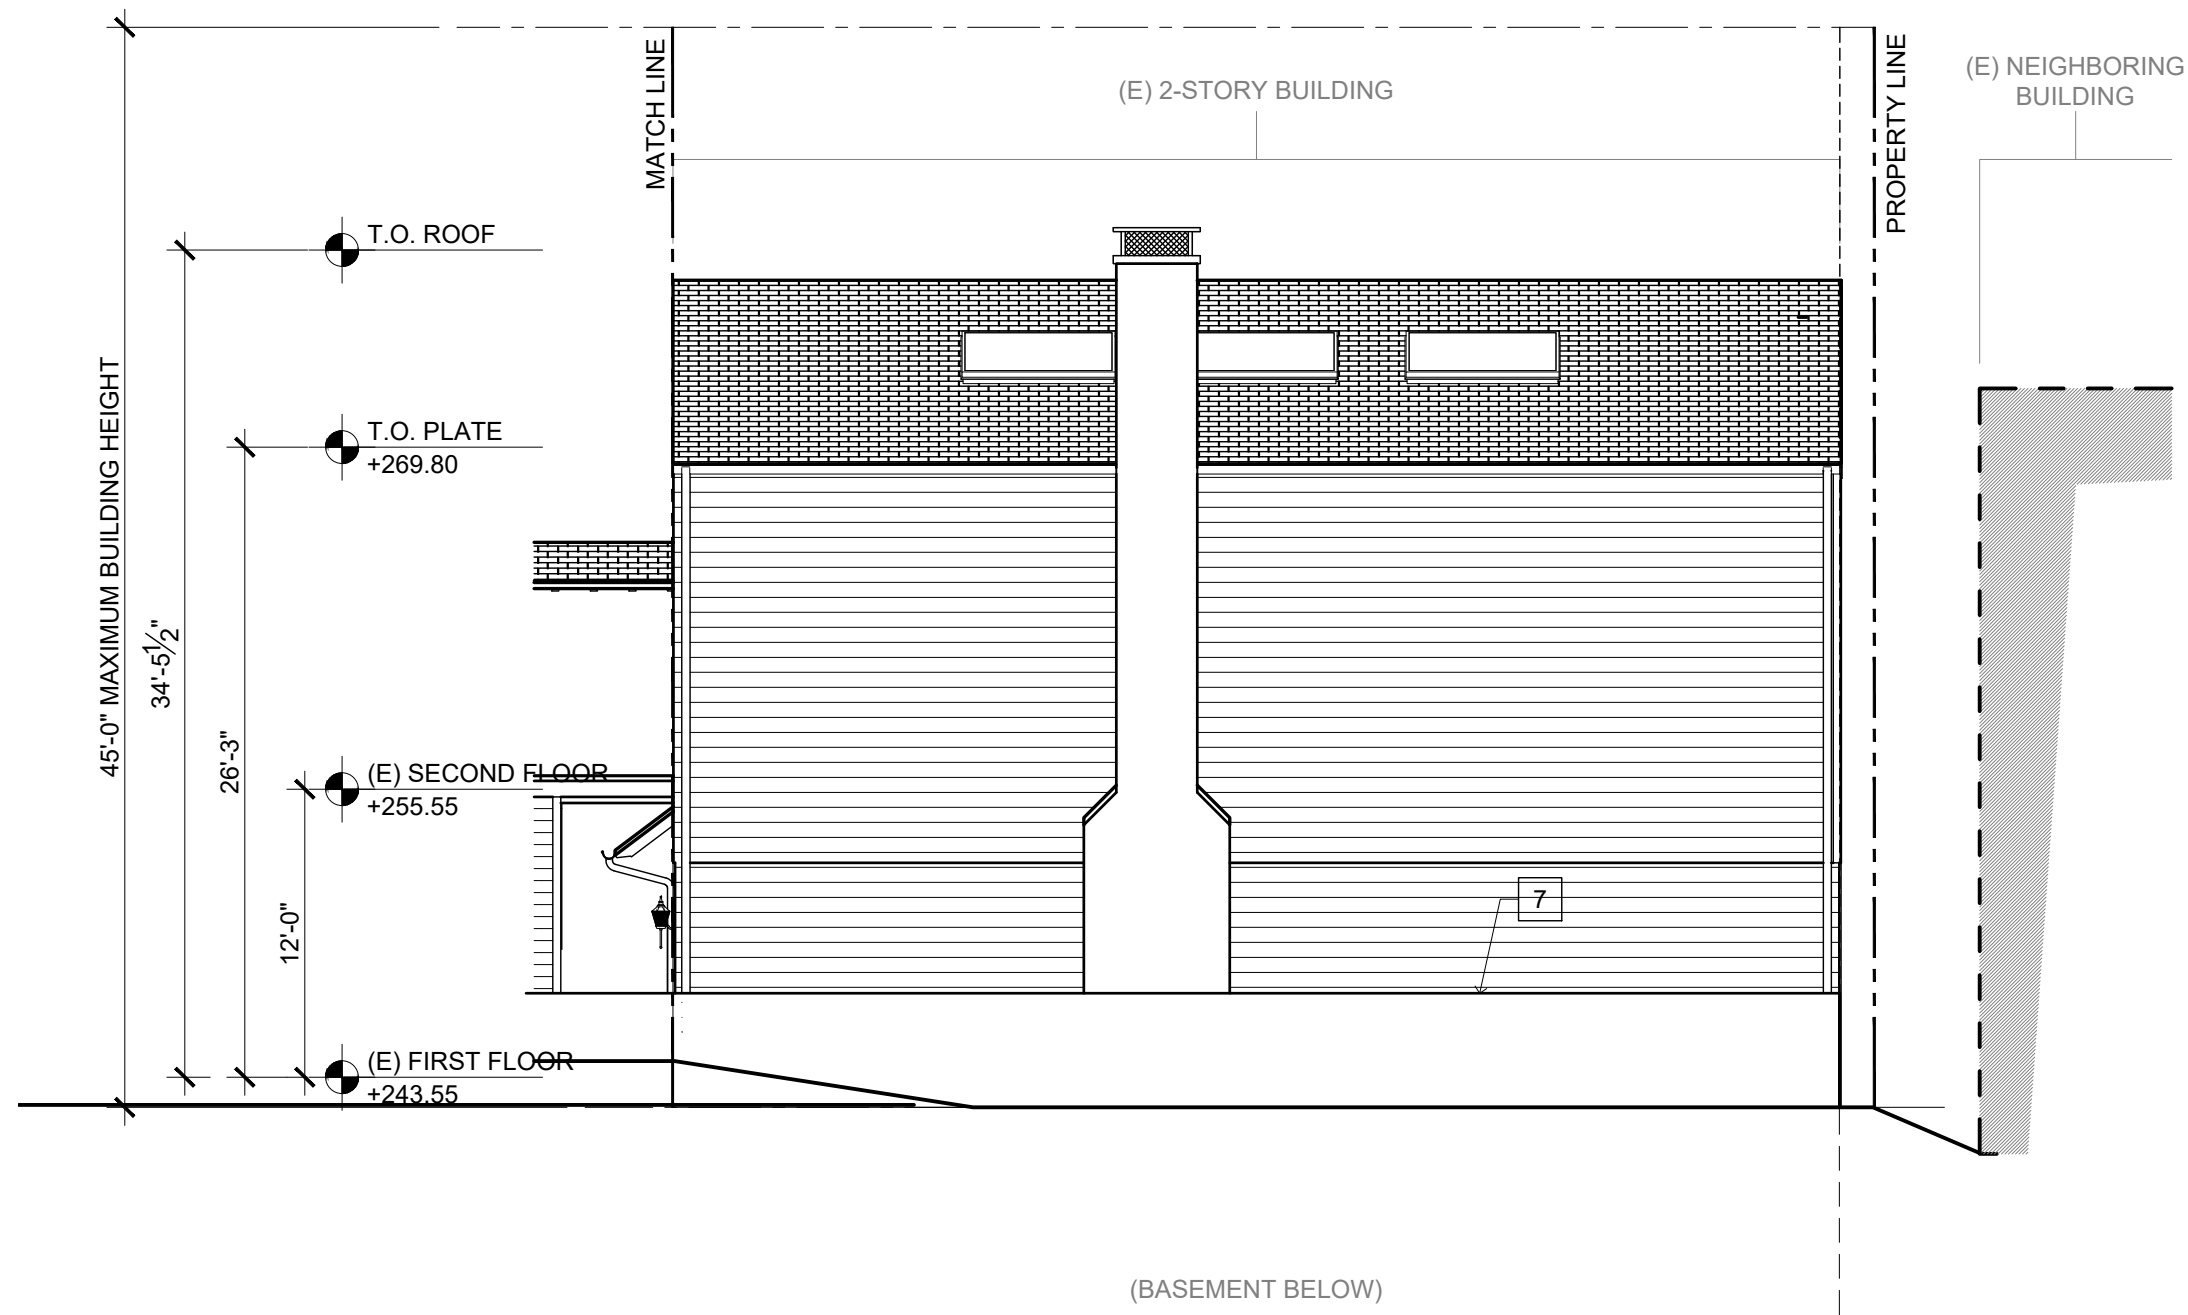 MATCH LINE
(E) 2-STORY BUILDING
PROPERTY LINE
(E) NEIGHBORING
BUILDING
T.O. ROOF
T.O. PLATE
+269.80
45'-0" MAXIMUM BUILDING HEIGHT
34'-5½"
26'-3"
(E) SECOND FLOOR
+255.55
12'-0"
7
(E) FIRST FLOOR
+243.55
(BASEMENT BELOW)